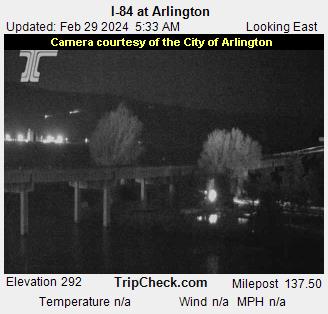 I-84 at Arlington
Updated: Feb 29 2024 5:33 AM Looking East
Camera courtesy of the City of Arlington
Elevation 292 TripCheck.com Milepost 137.50
Temperature n/a Wind n/a MPH n/a